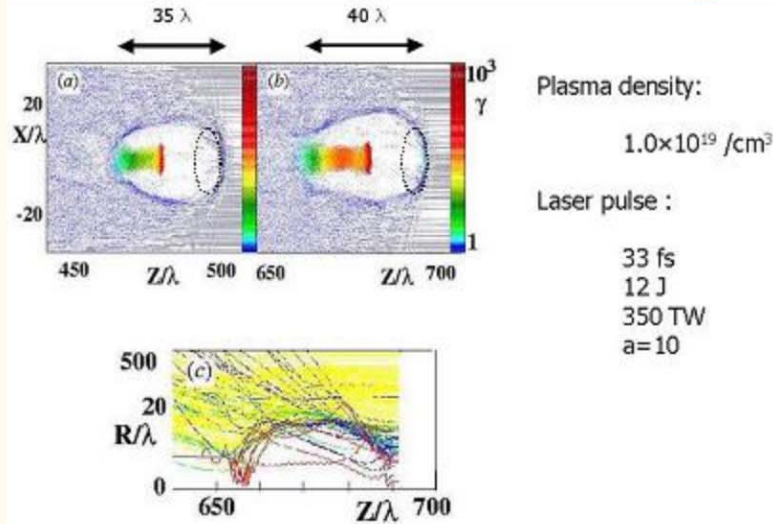 35 λ
40 λ
(a)
(b)
10³
γ
1
20
X/λ
-20
450
Z/λ
500
650
Z/λ
700
Plasma density:
1.0×10¹⁹ /cm³
Laser pulse :
33 fs
12 J
350 TW
a=10
(c)
500
20
R/λ
0
650
Z/λ
700